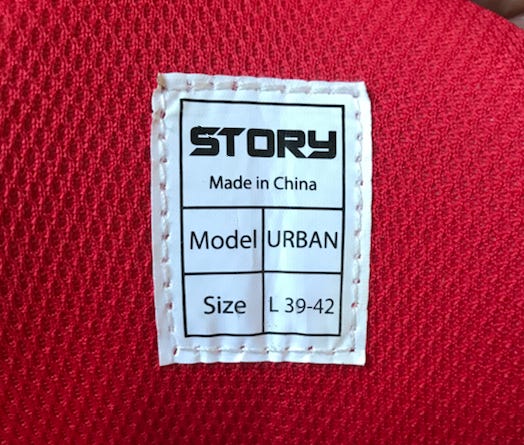 STORY
Made in China
Model URBAN
Size L 39-42